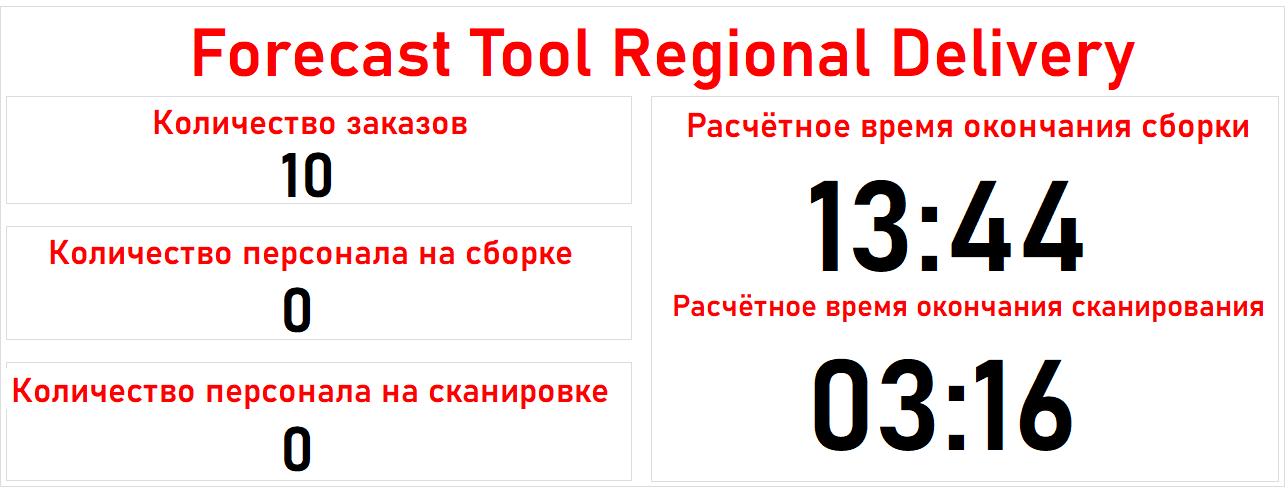 Forecast Tool Regional Delivery
Количество заказов
10
Количество персонала на сборке
0
Количество персонала на сканировке
0
Расчётное время окончания сборки
13:44
Расчётное время окончания сканирования
03:16